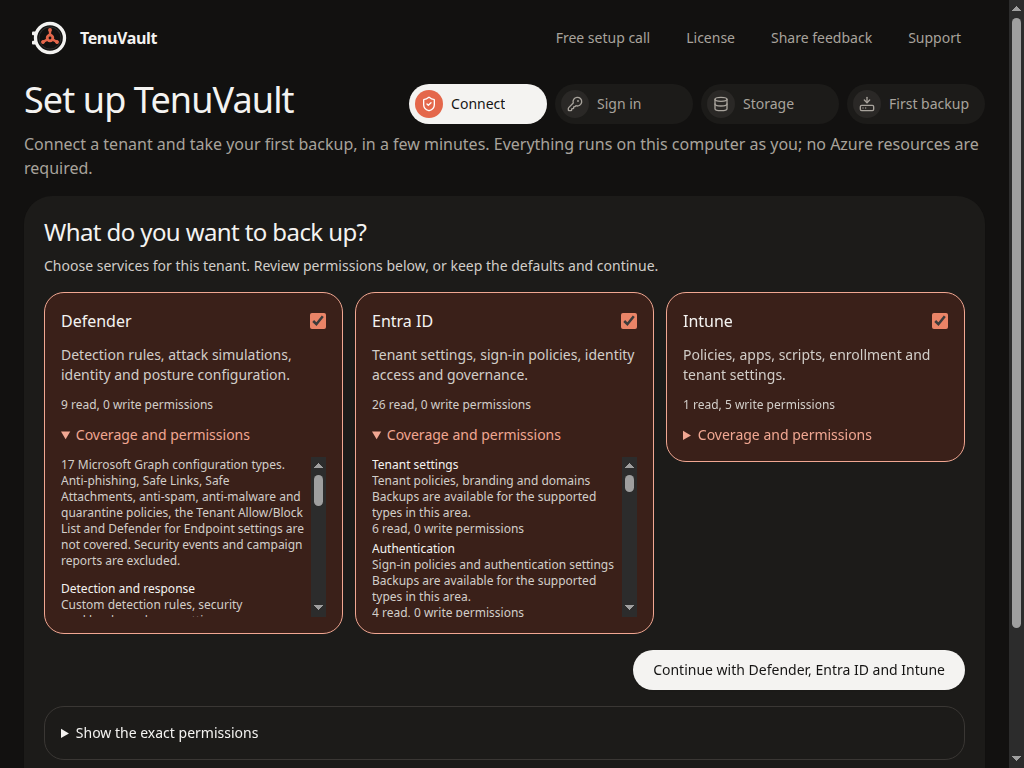 TenuVault
Free setup call
License
Share feedback
Support
Set up TenuVault
Connect
Sign in
Storage
First backup
Connect a tenant and take your first backup, in a few minutes. Everything runs on this computer as you; no Azure resources are
required.
What do you want to back up?
Choose services for this tenant. Review permissions below, or keep the defaults and continue.
Defender
Detection rules, attack simulations,
identity and posture configuration.
9 read, 0 write permissions
Coverage and permissions
17 Microsoft Graph configuration types.
Anti-phishing, Safe Links, Safe
Attachments, anti-spam, anti-malware and
quarantine policies, the Tenant Allow/Block
List and Defender for Endpoint settings are
not covered. Security events and campaign
reports are excluded.
Detection and response
Custom detection rules, security
Entra ID
Tenant settings, sign-in policies, identity
access and governance.
26 read, 0 write permissions
Coverage and permissions
Tenant settings
Tenant policies, branding and domains
Backups are available for the supported
types in this area.
6 read, 0 write permissions
Authentication
Sign-in policies and authentication settings
Backups are available for the supported
types in this area.
4 read, 0 write permissions
Intune
Policies, apps, scripts, enrollment and
tenant settings.
1 read, 5 write permissions
Coverage and permissions
Continue with Defender, Entra ID and Intune
Show the exact permissions